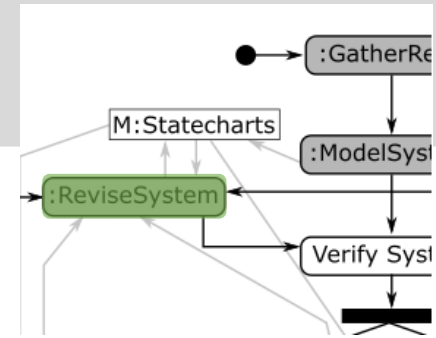 :GatherRe
M:Statecharts
:ModelSyst
:ReviseSystem
Verify Syst